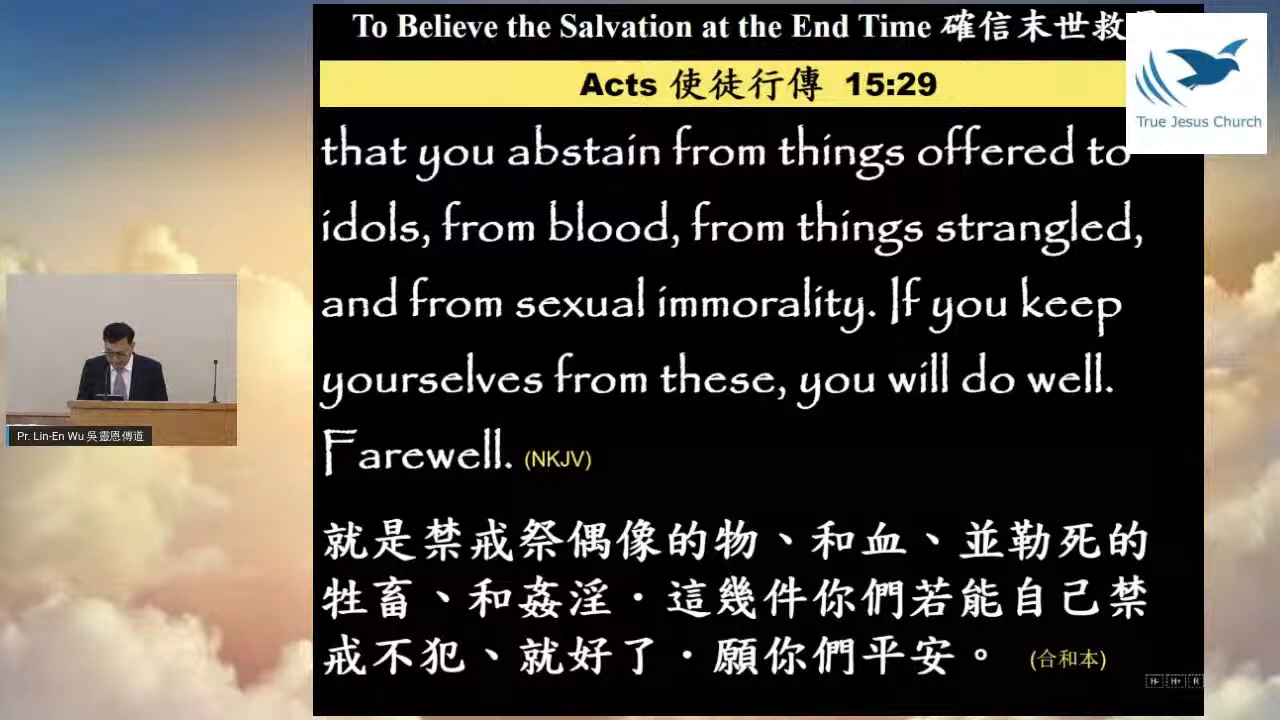 To Believe the Salvation at the End Time 確信末世救
Acts 使徒行傳 15:29
True Jesus Church
that you abstain from things offered to
idols, from blood, from things strangled,
and from sexual immorality. If you keep
yourselves from these, you will do well.
Farewell. (NKJV)
就是禁戒祭偶像的物、和血、並勒死的
牲畜、和姦淫．這幾件你們若能自己禁
戒不犯、就好了．願你們平安。 (合和本)
Pr. Lin-En Wu 吳靈恩傳道
H- H+ R